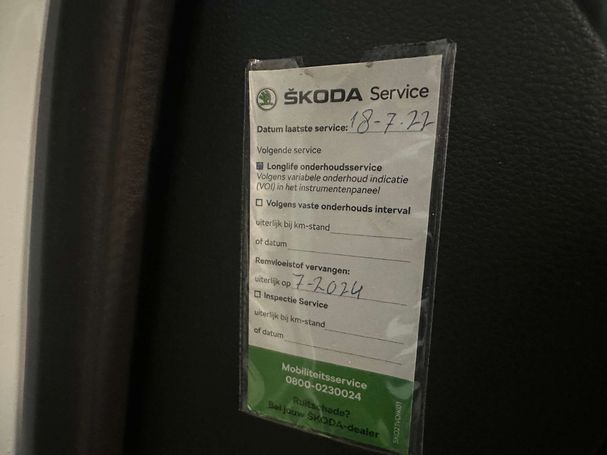 ŠKODA Service
Datum laatste service: 18-7-22
Volgende service
Longlife onderhoudsservice
Volgens variabele onderhoud indicatie
(VOI) in het instrumentenpaneel
Volgens vaste onderhouds interval
uiterlijk bij km-stand
of datum
Remvloeistof vervangen:
uiterlijk op 7-2024
Inspectie Service
uiterlijk bij km-stand
of datum
Mobiliteitsservice
0800-0230024
Ruitschade?
Bel jouw ŠKODA-dealer